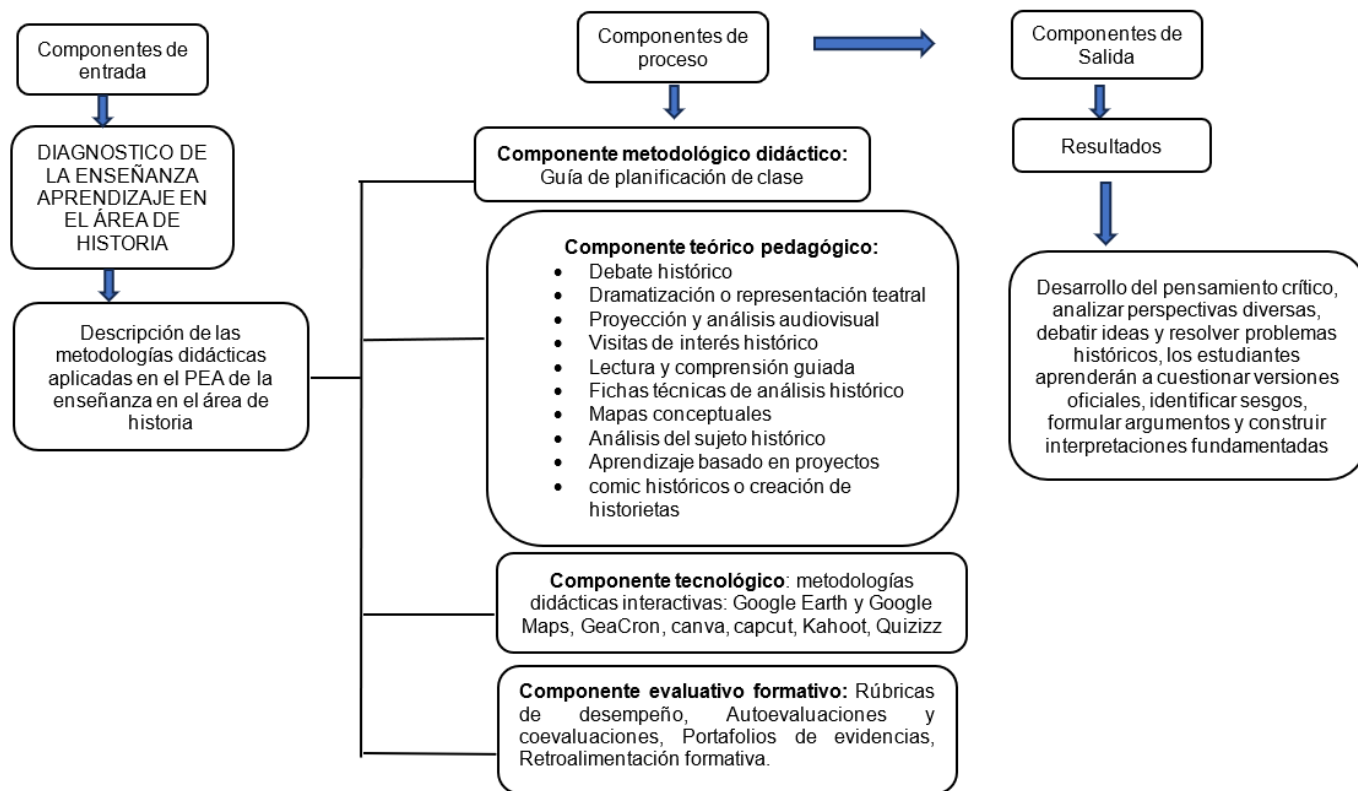 Componentes de
entrada
DIAGNOSTICO DE
LA ENSEÑANZA
APRENDIZAJE EN
EL ÁREA DE
HISTORIA
Descripción de las
metodologías didácticas
aplicadas en el PEA de la
enseñanza en el área de
historia
Componentes de
proceso
Componente metodológico didáctico:
Guía de planificación de clase
Componente teórico pedagógico:
• Debate histórico
• Dramatización o representación teatral
• Proyección y análisis audiovisual
• Visitas de interés histórico
• Lectura y comprensión guiada
• Fichas técnicas de análisis histórico
• Mapas conceptuales
• Análisis del sujeto histórico
• Aprendizaje basado en proyectos
• comic históricos o creación de
historietas
Componente tecnológico: metodologías
didácticas interactivas: Google Earth y Google
Maps, GeaCron, canva, capcut, Kahoot, Quizizz
Componente evaluativo formativo: Rúbricas
de desempeño, Autoevaluaciones y
coevaluaciones, Portafolios de evidencias,
Retroalimentación formativa.
Componentes de
Salida
Resultados
Desarrollo del pensamiento crítico,
analizar perspectivas diversas,
debatir ideas y resolver problemas
históricos, los estudiantes
aprenderán a cuestionar versiones
oficiales, identificar sesgos,
formular argumentos y construir
interpretaciones fundamentadas